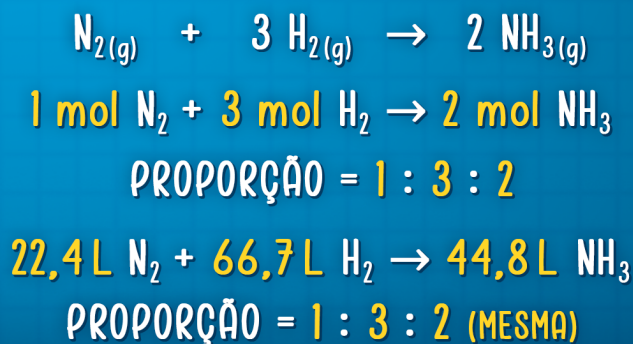 N₂(g) + 3 H₂(g) → 2 NH₃(g)
1 mol N₂ + 3 mol H₂ → 2 mol NH₃
PROPORÇÃO = 1 : 3 : 2
22,4 L N₂ + 66,7 L H₂ → 44,8 L NH₃
PROPORÇÃO = 1 : 3 : 2 (MESMA)